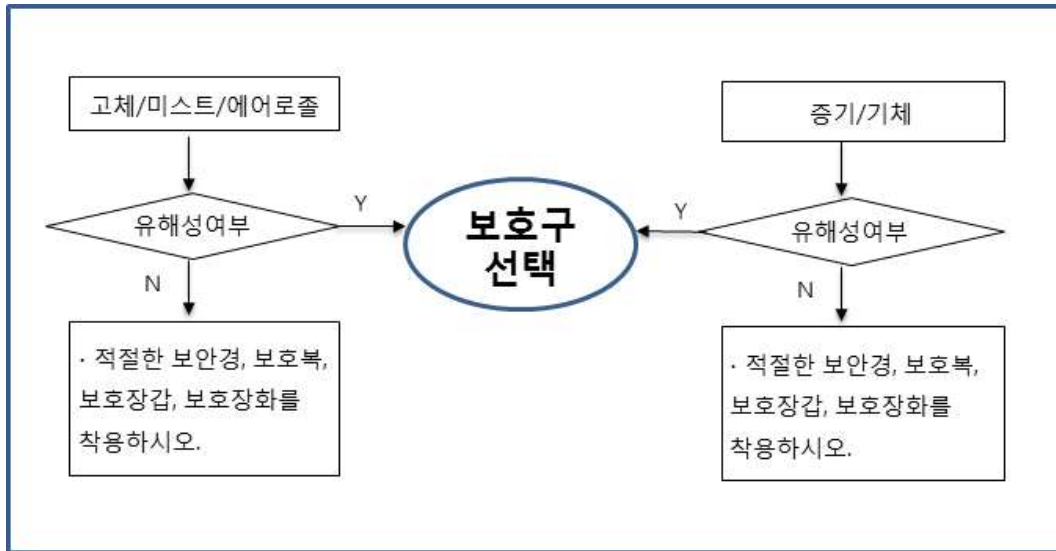 고체/미스트/에어로졸
유해성여부
Y
N
· 적절한 보안경, 보호복,
보호장갑, 보호장화를
착용하시오.
보호구
선택
증기/기체
Y
유해성여부
N
· 적절한 보안경, 보호복,
보호장갑, 보호장화를
착용하시오.